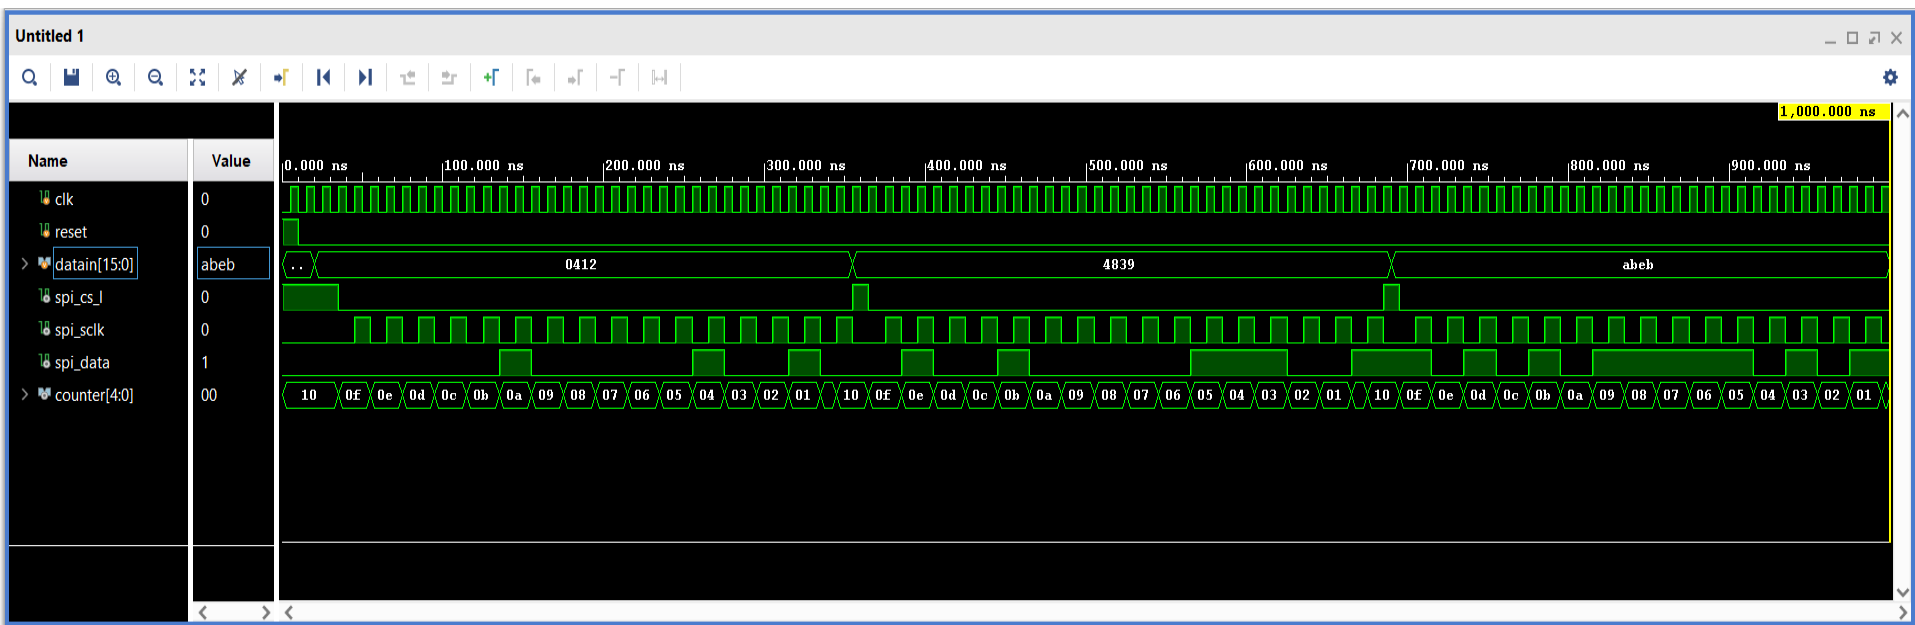 Untitled 1
1,000.000 ns
Name Value
0.000 ns 100.000 ns 200.000 ns 300.000 ns 400.000 ns 500.000 ns 600.000 ns 700.000 ns 800.000 ns 900.000 ns
clk 0
reset 0
datain[15:0] abeb .. 0412 4839 abeb
spi_cs_l 0
spi_sclk 0
spi_data 1
counter[4:0] 00 10 0f 0e 0d 0c 0b 0a 09 08 07 06 05 04 03 02 01 10 0f 0e 0d 0c 0b 0a 09 08 07 06 05 04 03 02 01 10 0f 0e 0d 0c 0b 0a 09 08 07 06 05 04 03 02 01